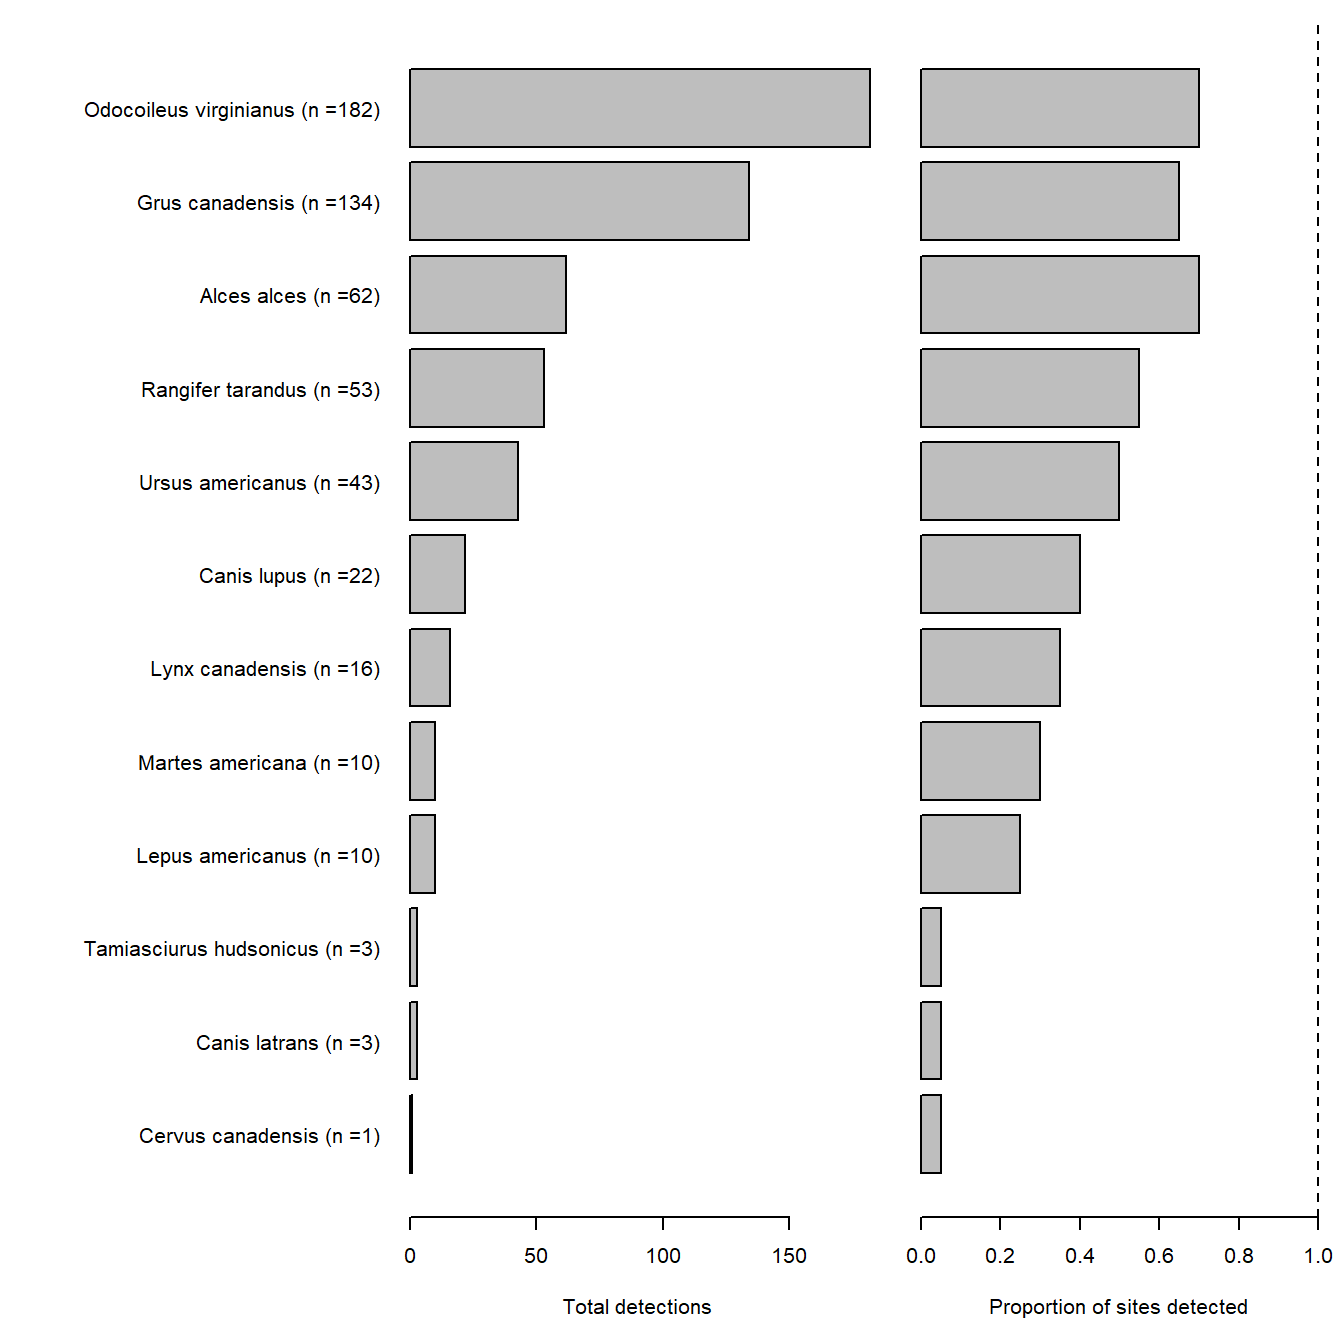 Odocoileus virginianus (n =182)
Grus canadensis (n =134)
Alces alces (n =62)
Rangifer tarandus (n =53)
Ursus americanus (n =43)
Canis lupus (n =22)
Lynx canadensis (n =16)
Martes americana (n =10)
Lepus americanus (n =10)
Tamiasciurus hudsonicus (n =3)
Canis latrans (n =3)
Cervus canadensis (n =1)
0 50 100 150
Total detections
0.0 0.2 0.4 0.6 0.8 1.0
Proportion of sites detected